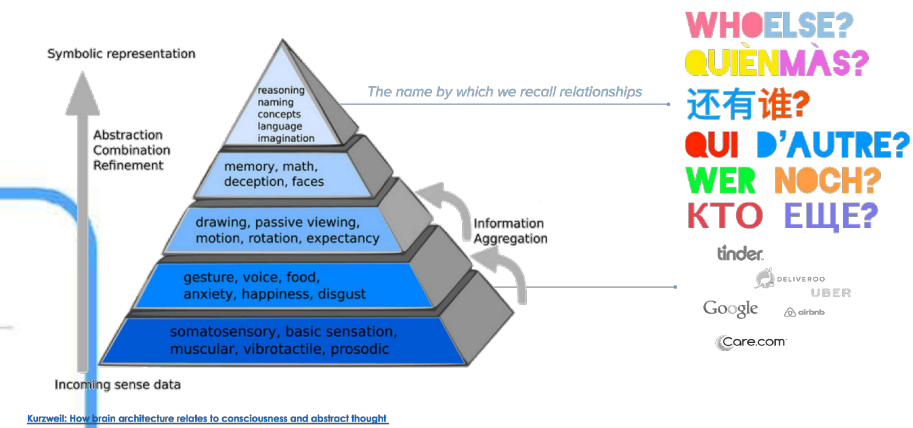 Symbolic representation
Abstraction
Combination
Refinement
reasoning
naming
concepts
language
imagination
memory, math,
deception, faces
drawing, passive viewing,
motion, rotation, expectancy
gesture, voice, food,
anxiety, happiness, disgust
somatosensory, basic sensation,
muscular, vibrotactile, prosodic
Information
Aggregation
Incoming sense data
Kurzweil: How brain architecture relates to consciousness and abstract thought
The name by which we recall relationships
WHOELSE?
QUIÈNMÀS?
还有谁?
QUI D'AUTRE?
WER NOCH?
КТО ЕЩЕ?
tinder
DELIVEROO
UBER
Google
airbnb
Care.com